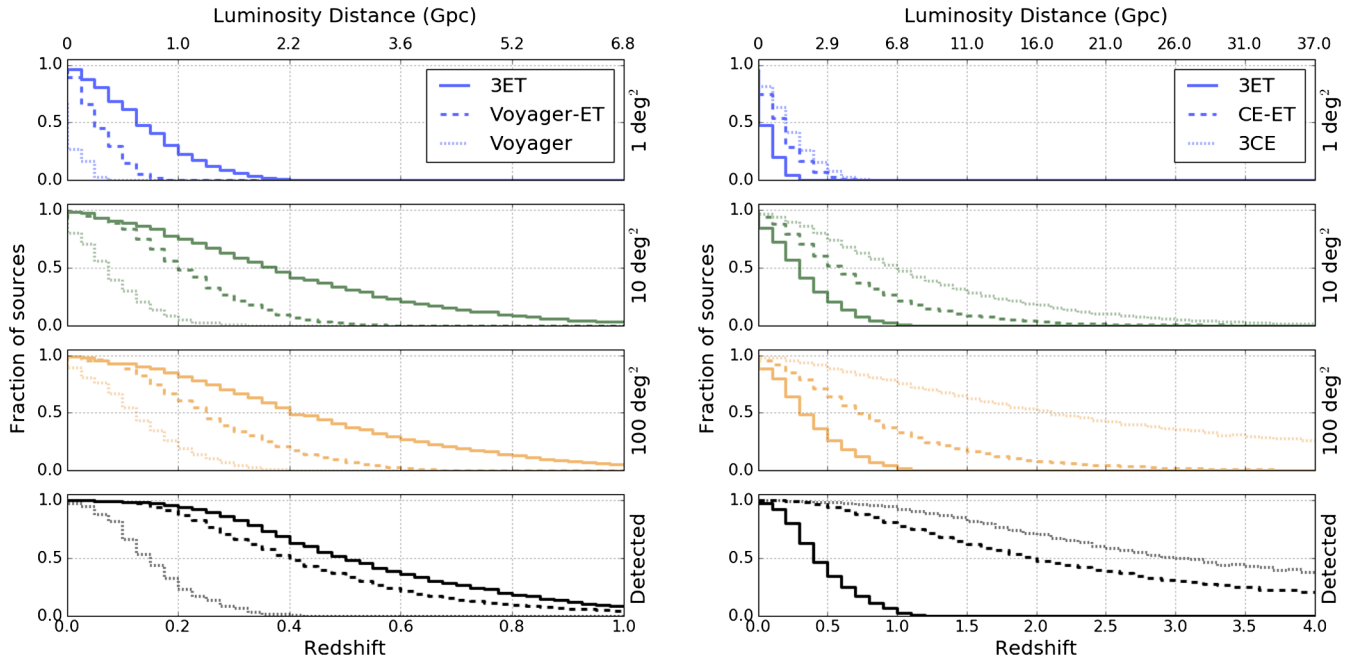 Luminosity Distance (Gpc)
0 1.0 2.2 3.6 5.2 6.8
1.0
0.5
0.0
3ET
Voyager-ET
Voyager
1 deg²
1.0
0.5
0.0
10 deg²
1.0
0.5
0.0
100 deg²
1.0
0.5
0.0
Detected
0.0 0.2 0.4 0.6 0.8 1.0
Redshift
Fraction of sources
Luminosity Distance (Gpc)
0 2.9 6.8 11.0 16.0 21.0 26.0 31.0 37.0
1.0
0.5
0.0
3ET
CE-ET
3CE
1 deg²
1.0
0.5
0.0
10 deg²
1.0
0.5
0.0
100 deg²
1.0
0.5
0.0
Detected
0.0 0.5 1.0 1.5 2.0 2.5 3.0 3.5 4.0
Redshift
Fraction of sources